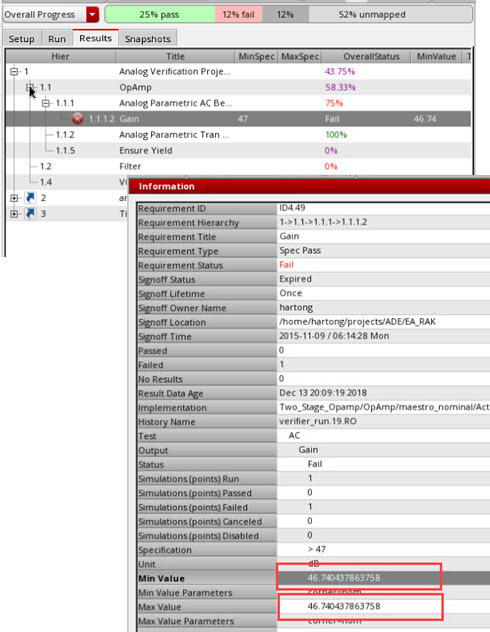 Overall Progress 25% pass 12% fail 12% 52% unmapped
Setup Run Results Snapshots
Hier Title MinSpec MaxSpec OverallStatus MinValue
1 Analog Verification Proje... 43.75%
1.1 OpAmp 58.33%
1.1.1 Analog Parametric AC Be... 75%
1.1.1.2 Gain 47 Fail 46.74
1.1.2 Analog Parametric Tran ... 100%
1.1.5 Ensure Yield 0%
1.2 Filter 0%
1.4
2
3
Information
Requirement ID ID4.49
Requirement Hierarchy 1->1.1->1.1.1->1.1.1.2
Requirement Title Gain
Requirement Type Spec Pass
Requirement Status Fail
Signoff Status Expired
Signoff Lifetime Once
Signoff Owner Name hartong
Signoff Location /home/hartong/projects/ADE/EA_RAK
Signoff Time 2015-11-09 / 06:14:28 Mon
Passed 0
Failed 1
No Results 0
Result Data Age Dec 13 20:09:19 2018
Implementation Two_Stage_Opamp/OpAmp/maestro_nominal/Act
History Name verifier_run.19.RO
Test AC
Output Gain
Status Fail
Simulations (points) Run 1
Simulations (points) Passed 0
Simulations (points) Failed 1
Simulations (points) Canceled 0
Simulations (points) Disabled 0
Specification > 47
Unit dB
Min Value 46.740437863758
Min Value Parameters corner=nom
Max Value 46.740437863758
Max Value Parameters corner=nom